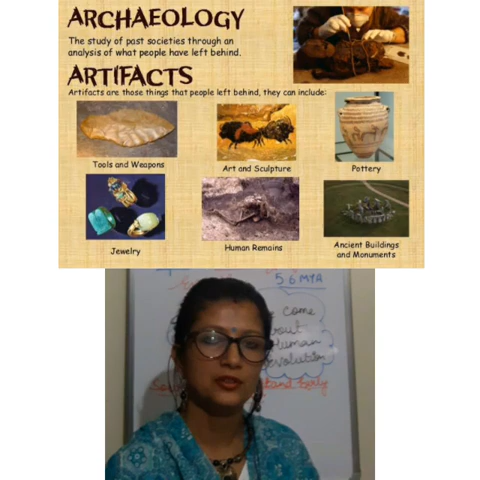 ARCHAEOLOGY
The study of past societies through an
analysis of what people have left behind.
ARTIFACTS
Artifacts are those things that people left behind, they can include:
Tools and Weapons
Art and Sculpture
Pottery
Jewelry
Human Remains
Ancient Buildings
and Monuments
5 6 MYA
come
about
Human
evolution
and Early